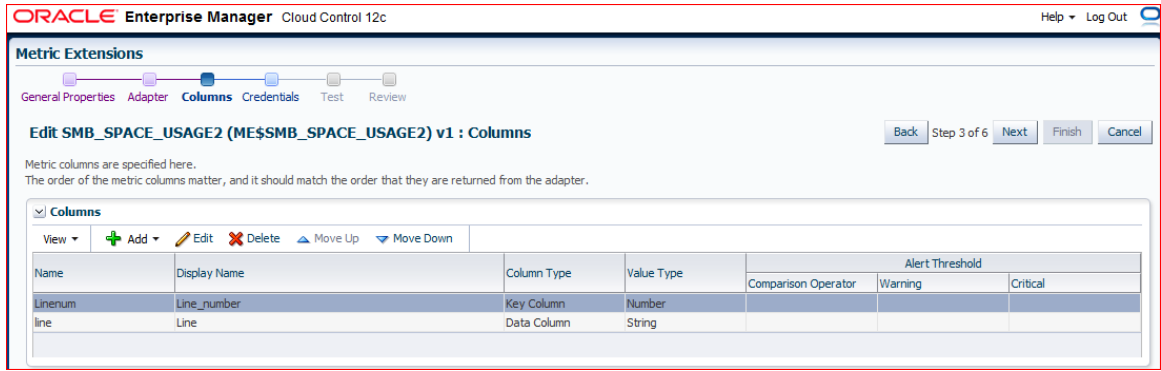 ORACLE Enterprise Manager Cloud Control 12c Help Log Out
Metric Extensions
General Properties Adapter Columns Credentials Test Review
Edit SMB_SPACE_USAGE2 (ME$SMB_SPACE_USAGE2) v1 : Columns Back Step 3 of 6 Next Finish Cancel
Metric columns are specified here.
The order of the metric columns matter, and it should match the order that they are returned from the adapter.
Columns
View Add Edit Delete Move Up Move Down
Name Display Name Column Type Value Type Alert Threshold
Comparison Operator Warning Critical
Linenum Line_number Key Column Number
line Line Data Column String